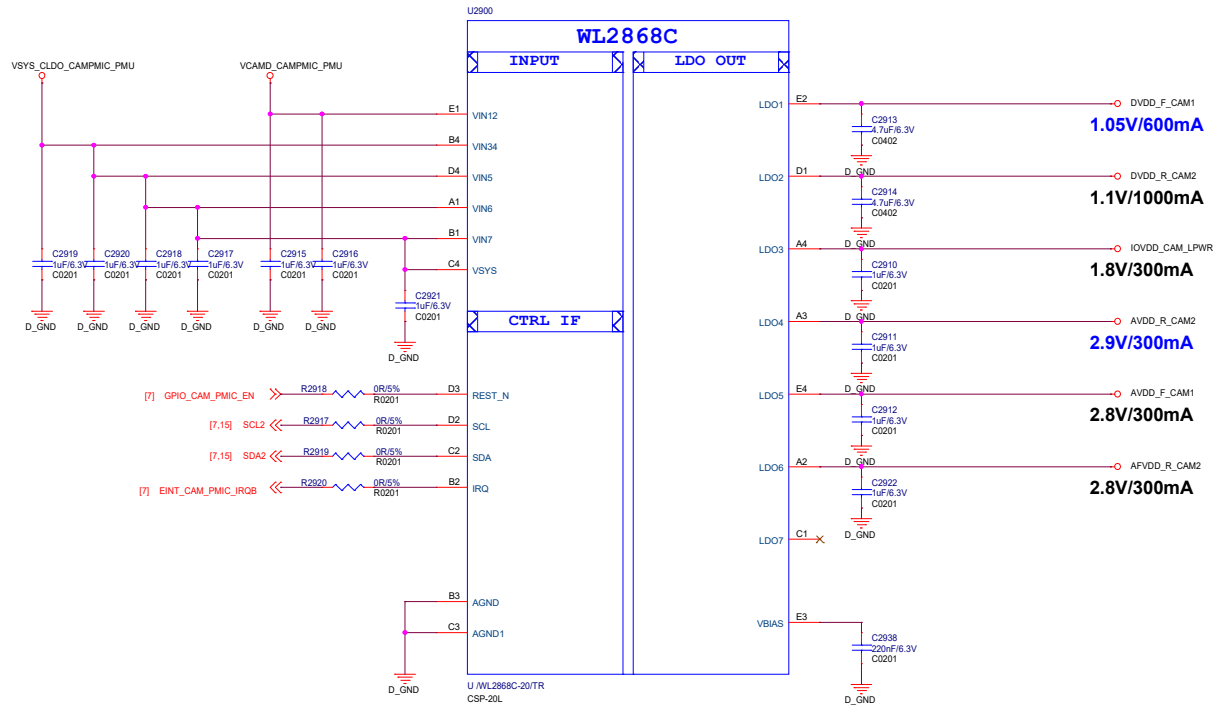 U2900
WL2868C
INPUT
LDO OUT
VSYS_CLDO_CAMPMIC_PMU
VCAMD_CAMPMIC_PMU
E1
VIN12
B4
VIN34
D4
VIN5
A1
VIN6
B1
VIN7
C4
VSYS
C2919
1uF/6.3V
C0201
D_GND
C2920
1uF/6.3V
C0201
D_GND
C2918
1uF/6.3V
C0201
D_GND
C2917
1uF/6.3V
C0201
D_GND
C2915
1uF/6.3V
C0201
D_GND
C2916
1uF/6.3V
C0201
D_GND
C2921
1uF/6.3V
C0201
D_GND
CTRL IF
[7] GPIO_CAM_PMIC_EN
R2918
0R/5%
R0201
D3
REST_N
[7,15] SCL2
R2917
0R/5%
R0201
D2
SCL
[7,15] SDA2
R2919
0R/5%
R0201
C2
SDA
[7] EINT_CAM_PMIC_IRQB
R2920
0R/5%
R0201
B2
IRQ
B3
AGND
C3
AGND1
D_GND
LDO1
E2
C2913
4.7uF/6.3V
C0402
D_GND
DVDD_F_CAM1
1.05V/600mA
LDO2
D1
C2914
4.7uF/6.3V
C0402
D_GND
DVDD_R_CAM2
1.1V/1000mA
LDO3
A4
C2910
1uF/6.3V
C0201
D_GND
IOVDD_CAM_LPWR
1.8V/300mA
LDO4
A3
C2911
1uF/6.3V
C0201
D_GND
AVDD_R_CAM2
2.9V/300mA
LDO5
E4
C2912
1uF/6.3V
C0201
D_GND
AVDD_F_CAM1
2.8V/300mA
LDO6
A2
C2922
1uF/6.3V
C0201
D_GND
AFVDD_R_CAM2
2.8V/300mA
LDO7
C1
VBIAS
E3
C2938
220nF/6.3V
C0201
D_GND
U /WL2868C-20/TR
CSP-20L